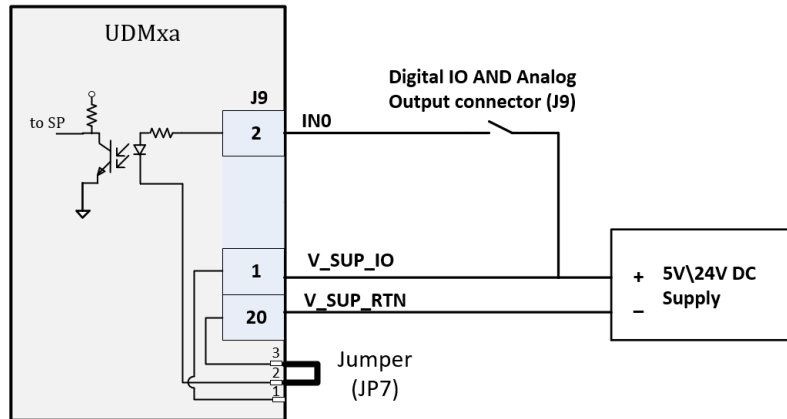 UDMxa
J9
Digital IO AND Analog
Output connector (J9)
to SP
2
IN0
1
V_SUP_IO
+
5V\24V DC
Supply
20
V_SUP_RTN
−
3
2
1
Jumper
(JP7)